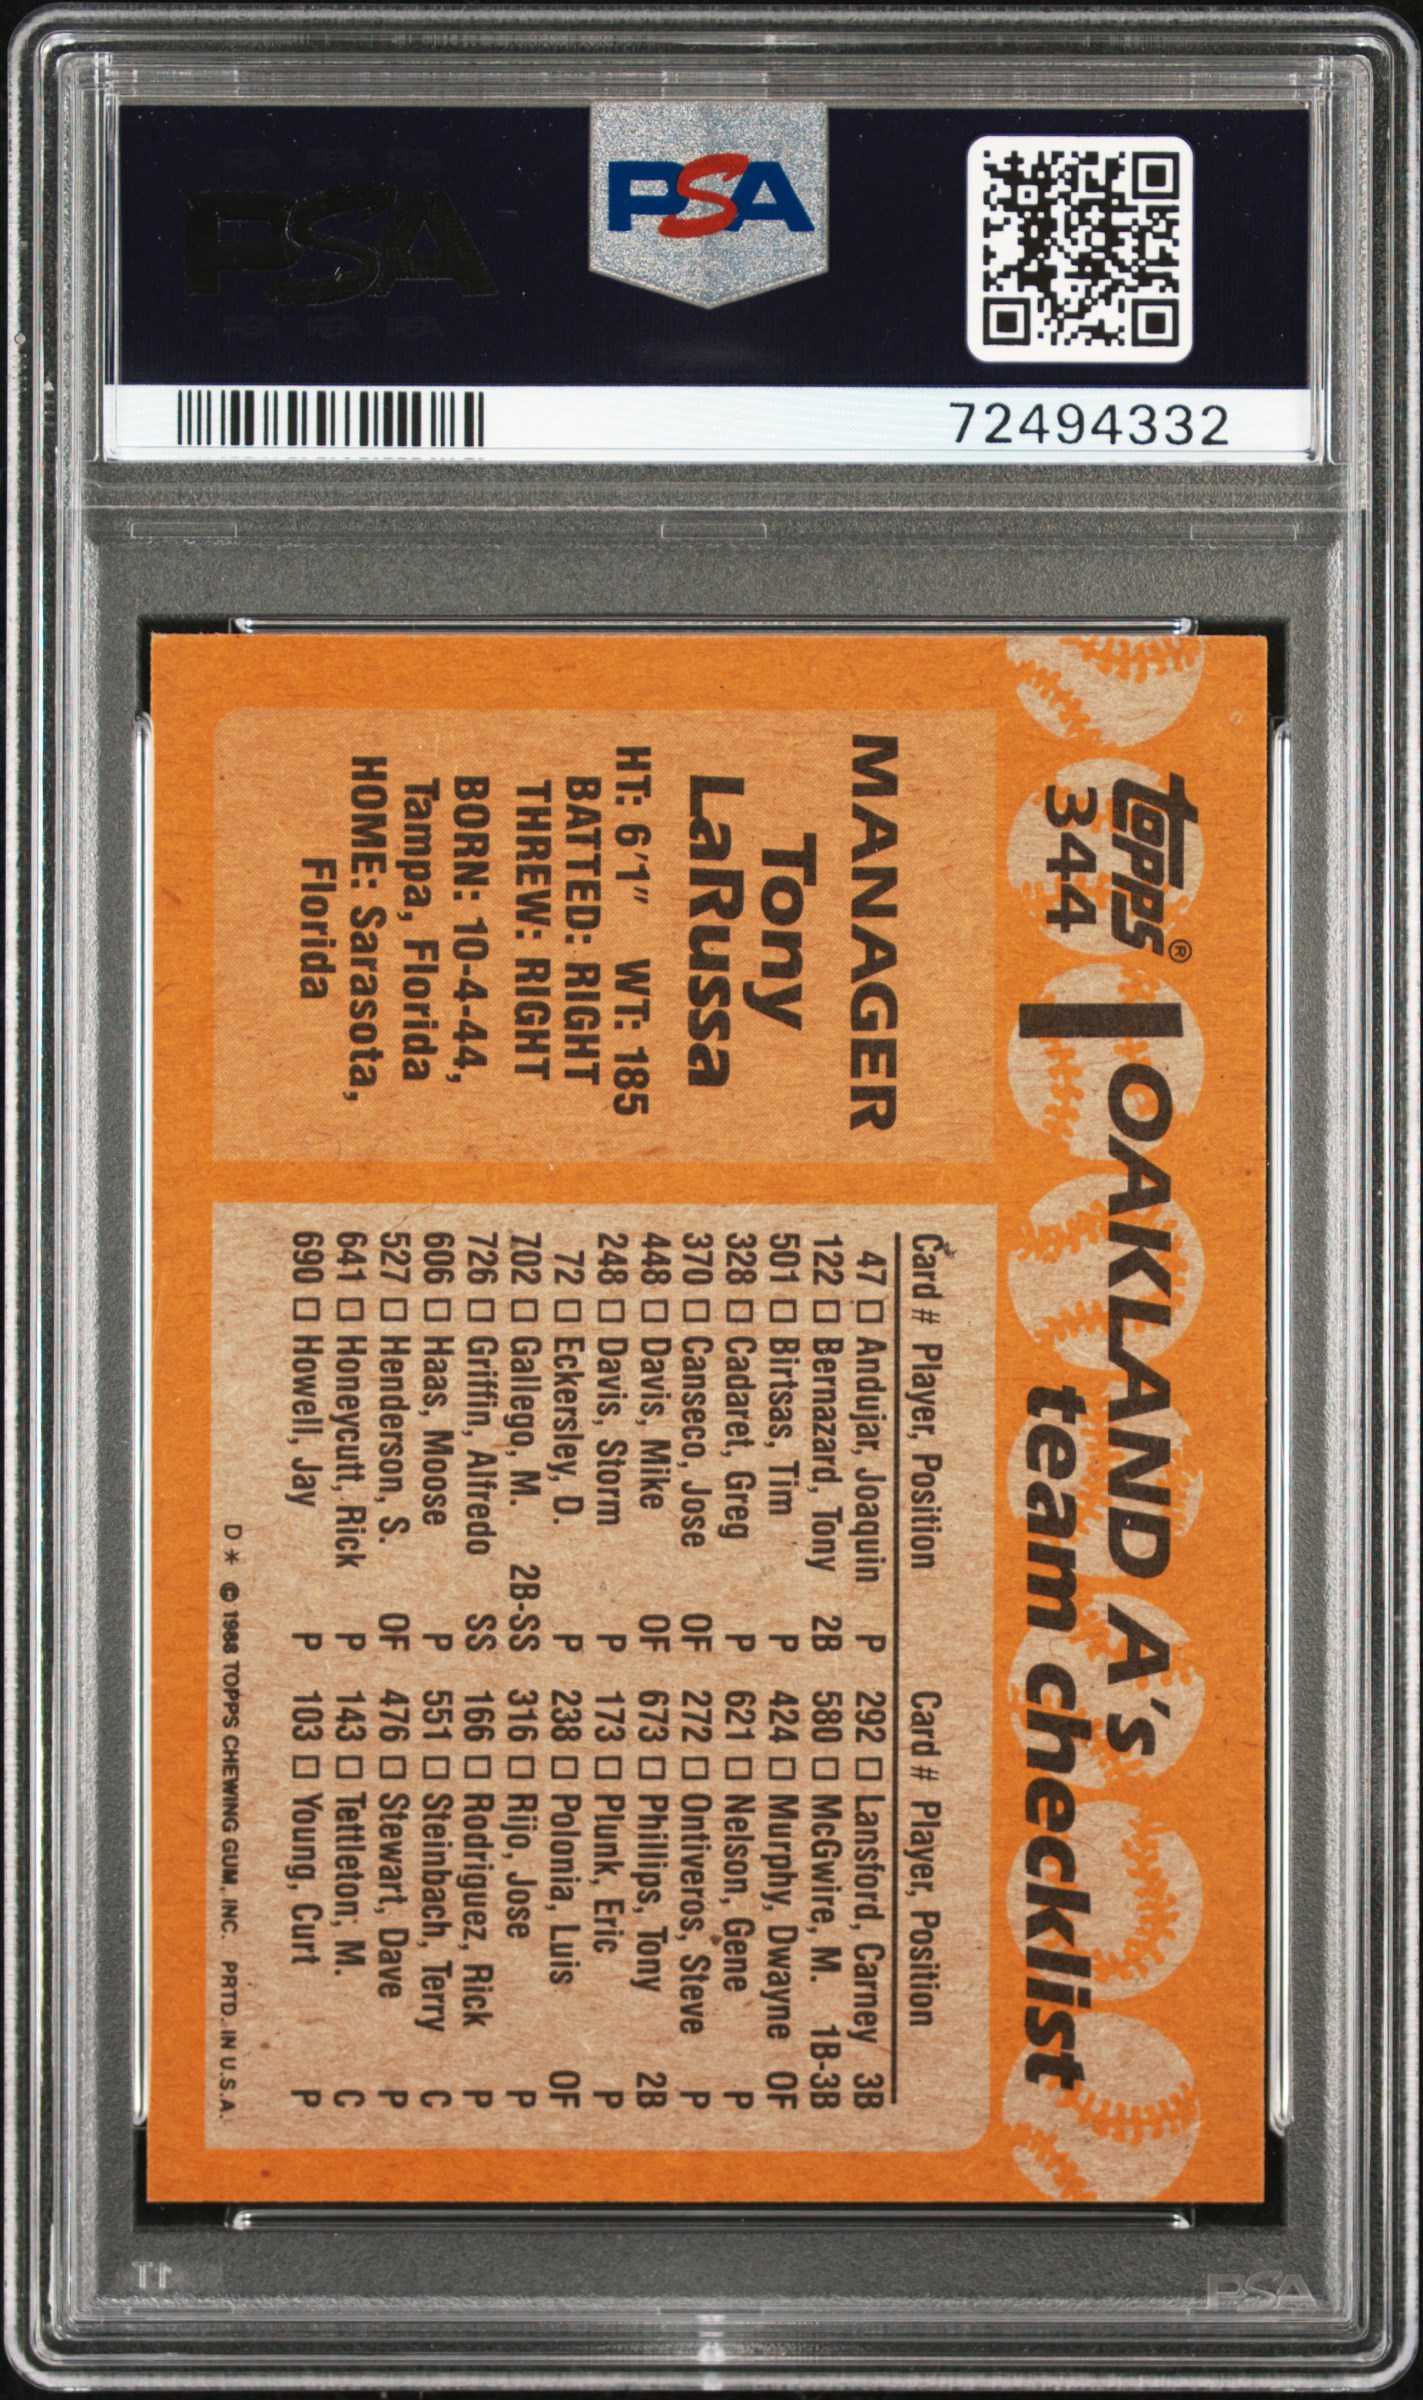 PSA
PSA
72494332
topps®
344
OAKLAND A's
team checklist
MANAGER
Tony
LaRussa
HT: 6'1" WT: 185
BATTED: RIGHT
THREW: RIGHT
BORN: 10-4-44,
Tampa, Florida
HOME: Sarasota,
Florida
Card # Player, Position
47 □ Andujar, Joaquin P
122 □ Bernazard, Tony 2B
501 □ Birtsas, Tim P
328 □ Cadaret, Greg P
370 □ Canseco, Jose OF
448 □ Davis, Mike OF
248 □ Davis, Storm P
72 □ Eckersley, D. P
702 □ Gallego, M. 2B-SS
726 □ Griffin, Alfredo SS
606 □ Haas, Moose P
527 □ Henderson, S. OF
641 □ Honeycutt, Rick P
690 □ Howell, Jay P
Card # Player, Position
292 □ Lansford, Carney 3B
580 □ McGwire, M. 1B-3B
424 □ Murphy, Dwayne OF
621 □ Nelson, Gene P
272 □ Ontiveros, Steve P
673 □ Phillips, Tony 2B
173 □ Plunk, Eric P
238 □ Polonia, Luis OF
316 □ Rijo, Jose P
166 □ Rodriguez, Rick P
551 □ Steinbach, Terry C
476 □ Stewart, Dave P
143 □ Tettleton, M. C
103 □ Young, Curt P
D* © 1988 TOPPS CHEWING GUM, INC. PRTD. IN U.S.A.
PSA